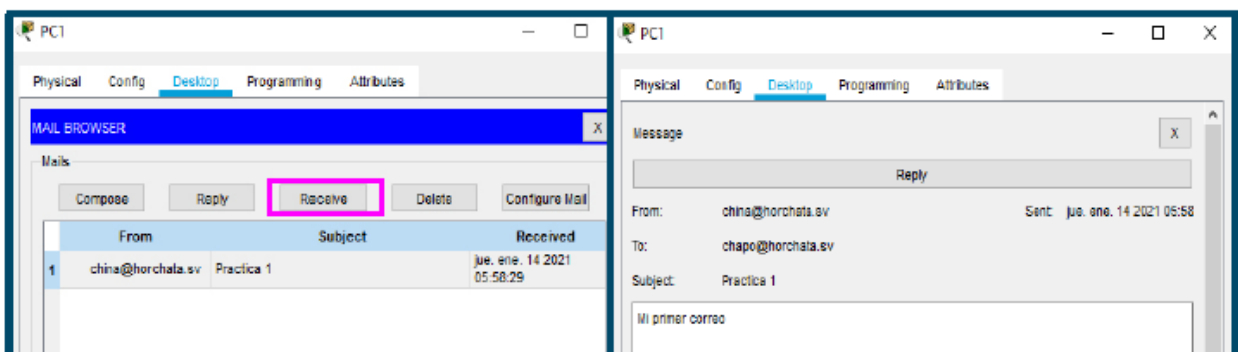 PC1
Physical Config Desktop Programming Attributes
MAIL BROWSER X
Mails
Compose Reply Receive Delete Configure Mail
From Subject Received
1 china@horchata.sv Practica 1 jue. ene. 14 2021
05:58:29
PC1
Physical Config Desktop Programming Attributes
Message X
Reply
From: china@horchata.sv Sent: jue. ene. 14 2021 05:58
To: chapo@horchata.sv
Subject: Practica 1
Mi primer correo